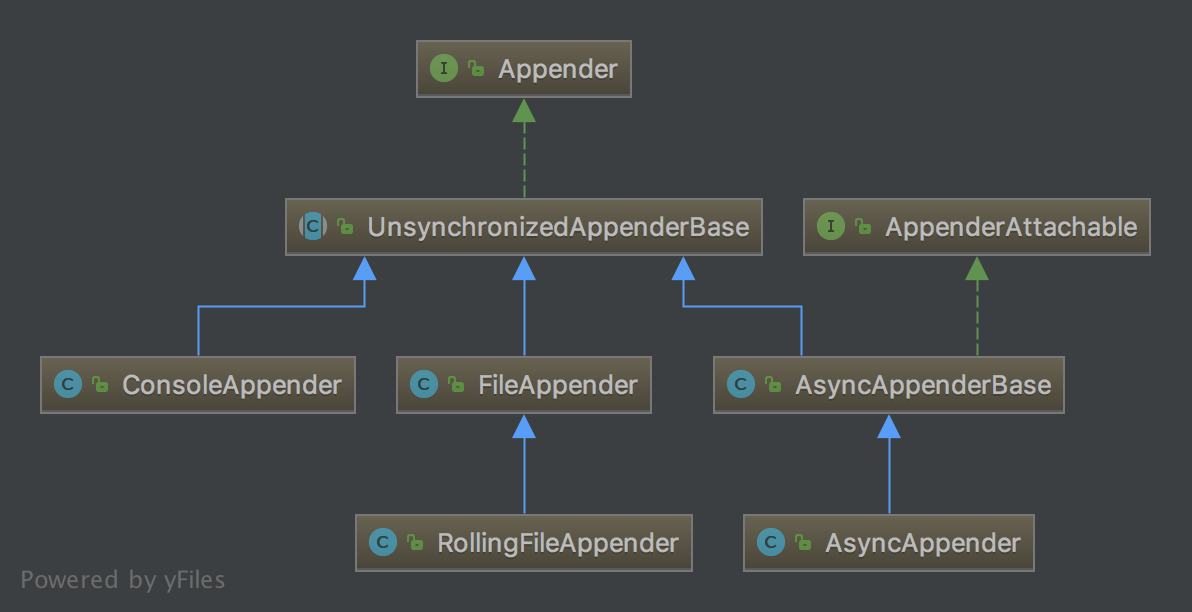 I Appender
C UnsynchronizedAppenderBase
I AppenderAttachable
C ConsoleAppender
C FileAppender
C AsyncAppenderBase
C RollingFileAppender
C AsyncAppender
Powered by yFiles